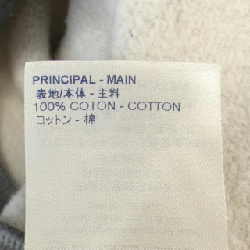 PRINCIPAL - MAIN
表地/本体 - 主料
100% COTON - COTTON
コットン - 棉